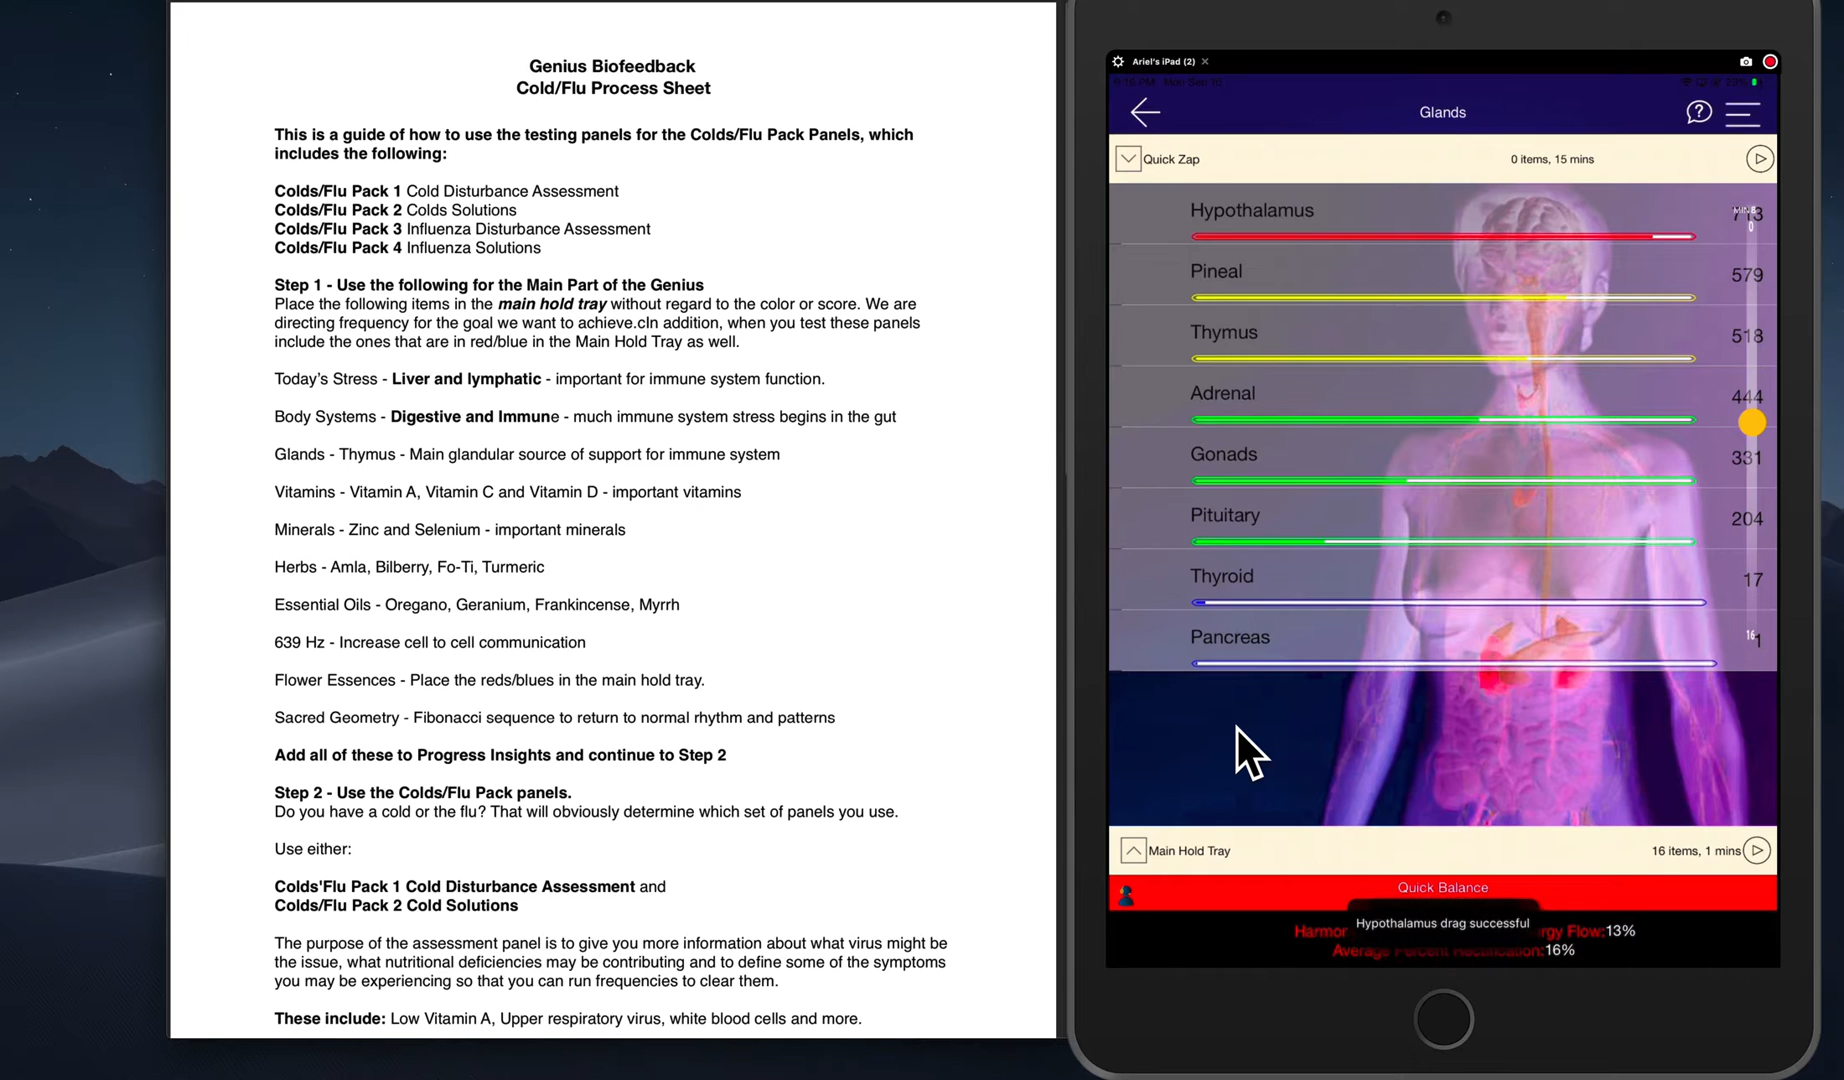 Genius Biofeedback
Cold/Flu Process Sheet
This is a guide of how to use the testing panels for the Colds/Flu Pack Panels, which
includes the following:
Colds/Flu Pack 1 Cold Disturbance Assessment
Colds/Flu Pack 2 Colds Solutions
Colds/Flu Pack 3 Influenza Disturbance Assessment
Colds/Flu Pack 4 Influenza Solutions
Step 1 - Use the following for the Main Part of the Genius
Place the following items in the main hold tray without regard to the color or score. We are
directing frequency for the goal we want to achieve.cIn addition, when you test these panels
include the ones that are in red/blue in the Main Hold Tray as well.
Today's Stress - Liver and lymphatic - important for immune system function.
Body Systems - Digestive and Immune - much immune system stress begins in the gut
Glands - Thymus - Main glandular source of support for immune system
Vitamins - Vitamin A, Vitamin C and Vitamin D - important vitamins
Minerals - Zinc and Selenium - important minerals
Herbs - Amla, Bilberry, Fo-Ti, Turmeric
Essential Oils - Oregano, Geranium, Frankincense, Myrrh
639 Hz - Increase cell to cell communication
Flower Essences - Place the reds/blues in the main hold tray.
Sacred Geometry - Fibonacci sequence to return to normal rhythm and patterns
Add all of these to Progress Insights and continue to Step 2
Step 2 - Use the Colds/Flu Pack panels.
Do you have a cold or the flu? That will obviously determine which set of panels you use.
Use either:
Colds'Flu Pack 1 Cold Disturbance Assessment and
Colds/Flu Pack 2 Cold Solutions
The purpose of the assessment panel is to give you more information about what virus might be
the issue, what nutritional deficiencies may be contributing and to define some of the symptoms
you may be experiencing so that you can run frequencies to clear them.
These include: Low Vitamin A, Upper respiratory virus, white blood cells and more.
Ariel's iPad (2)
Glands
Quick Zap 0 items, 15 mins
Hypothalamus 713
MIN
0
Pineal 579
Thymus 518
Adrenal 444
Gonads 331
Pituitary 204
Thyroid 17
Pancreas 1
16
Main Hold Tray 16 items, 1 mins
Quick Balance
Hypothalamus drag successful
Flow:13%
Average Percent Rectification:16%